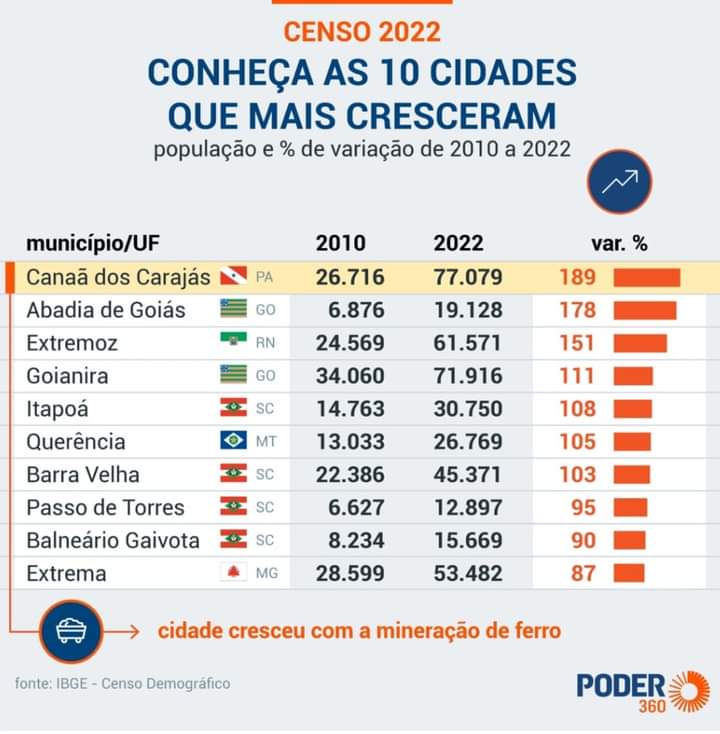 CENSO 2022
CONHEÇA AS 10 CIDADES
QUE MAIS CRESCERAM
população e % de variação de 2010 a 2022
município/UF 2010 2022 var. %
Canaã dos Carajás PA 26.716 77.079 189
Abadia de Goiás GO 6.876 19.128 178
Extremoz RN 24.569 61.571 151
Goianira GO 34.060 71.916 111
Itapoá SC 14.763 30.750 108
Querência MT 13.033 26.769 105
Barra Velha SC 22.386 45.371 103
Passo de Torres SC 6.627 12.897 95
Balneário Gaivota SC 8.234 15.669 90
Extrema MG 28.599 53.482 87
cidade cresceu com a mineração de ferro
fonte: IBGE - Censo Demográfico
PODER
360